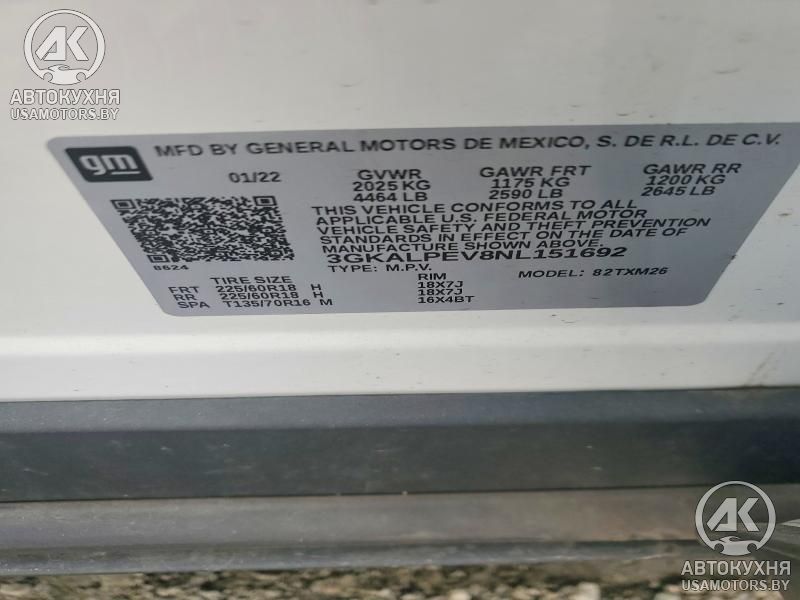 AK
АВТОКУХНЯ
USAMOTORS.BY
gm
MFD BY GENERAL MOTORS DE MEXICO, S. DE R.L. DE C.V.
01/22
GVWR
2025 KG
4464 LB
GAWR FRT
1175 KG
2590 LB
GAWR RR
1200 KG
2645 LB
THIS VEHICLE CONFORMS TO ALL
APPLICABLE U.S. FEDERAL MOTOR
VEHICLE SAFETY AND THEFT PREVENTION
STANDARDS IN EFFECT ON THE DATE OF
MANUFACTURE SHOWN ABOVE.
3GKALPEV8NL151692
8624
TYPE: M.P.V.
MODEL: 82TXM26
TIRE SIZE
RIM
FRT 225/60R18 H 18X7J
RR 225/60R18 H 18X7J
SPA T135/70R16 M 16X4BT
AK
АВТОКУХНЯ
USAMOTORS.BY